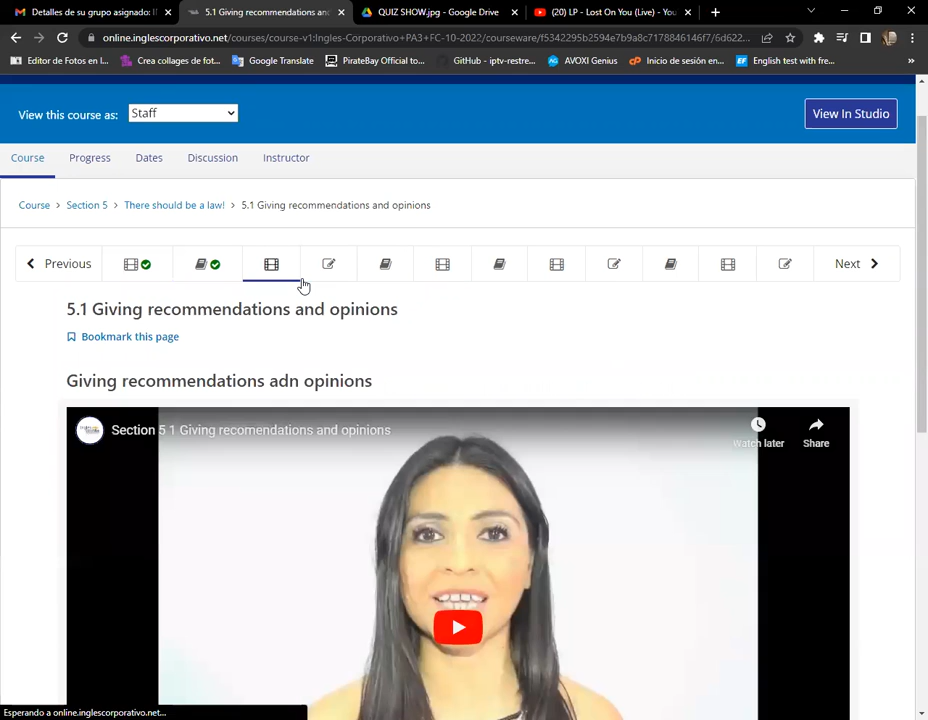 Detalles de su grupo asignado: I
5.1 Giving recommendations and
QUIZ SHOW.jpg - Google Drive
(20) LP - Lost On You (Live) - You
online.inglescorporativo.net/courses/course-v1:Ingles-Corporativo+PA3+FC-10-2022/courseware/f5342295b2594e7b9a8c7178846146f7/6d622...
Editor de Fotos en l...
Crea collages de fot...
Google Translate
PirateBay Official to...
GitHub - iptv-restre...
AVOXI Genius
Inicio de sesión en...
English test with fre...
»
View this course as:
Staff
View In Studio
Course
Progress
Dates
Discussion
Instructor
Course > Section 5 > There should be a law! > 5.1 Giving recommendations and opinions
Previous
Next
5.1 Giving recommendations and opinions
Bookmark this page
Giving recommendations adn opinions
Section 5 1 Giving recomendations and opinions
Watch later
Share
Esperando a online.inglescorporativo.net...